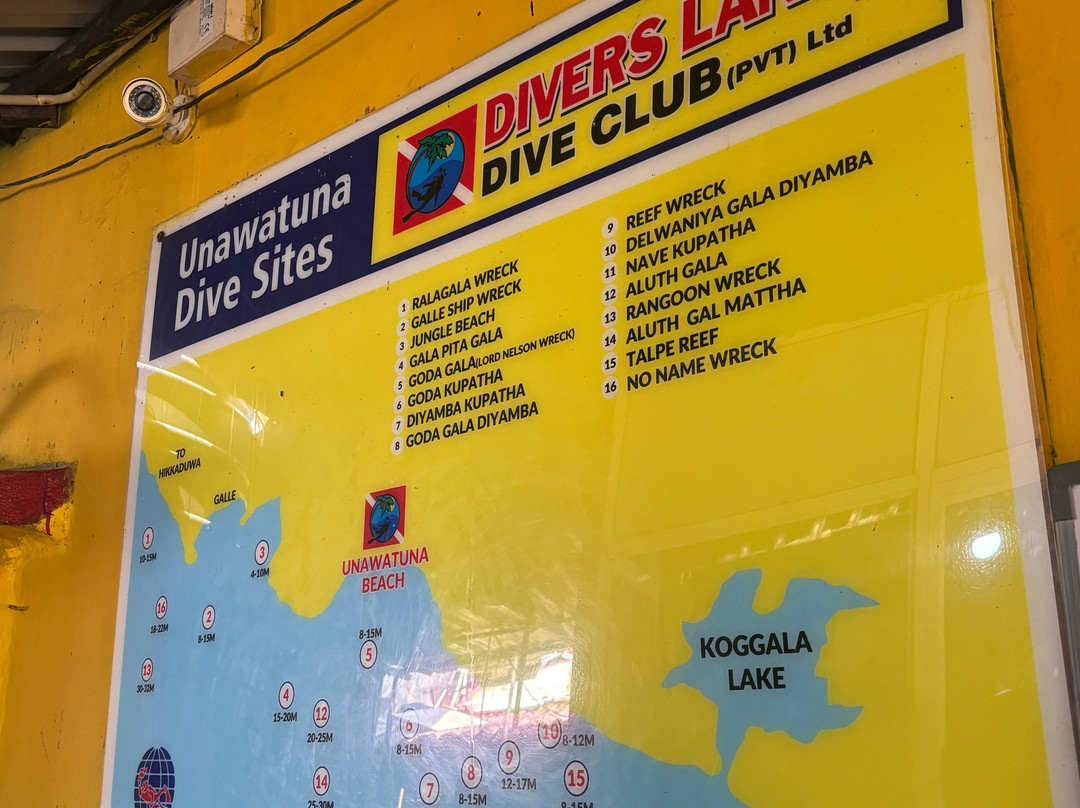 DIVERS
DIVE CLUB (PVT) Ltd
Unawatuna
Dive Sites
1 RALAGALA WRECK
2 GALLE SHIP WRECK
3 JUNGLE BEACH
4 GALA PITA GALA
5 GODA GALA(LORD NELSON WRECK)
6 GODA KUPATHA
7 DIYAMBA KUPATHA
8 GODA GALA DIYAMBA
9 REEF WRECK
10 DELWANIYA GALA DIYAMBA
11 NAVE KUPATHA
12 ALUTH GALA
13 RANGOON WRECK
14 ALUTH GAL MATTHA
15 TALPE REEF
16 NO NAME WRECK
TO
HIKKADUWA
GALLE
UNAWATUNA
BEACH
KOGGALA
LAKE
1
10-15M
3
4-10M
16
18-22M
2
8-15M
8-15M
5
13
30-32M
4
15-20M
12
20-25M
6
8-15M
10 8-12M
9
12-17M
8
8-15M
15
8-15M
14
25-30M
7